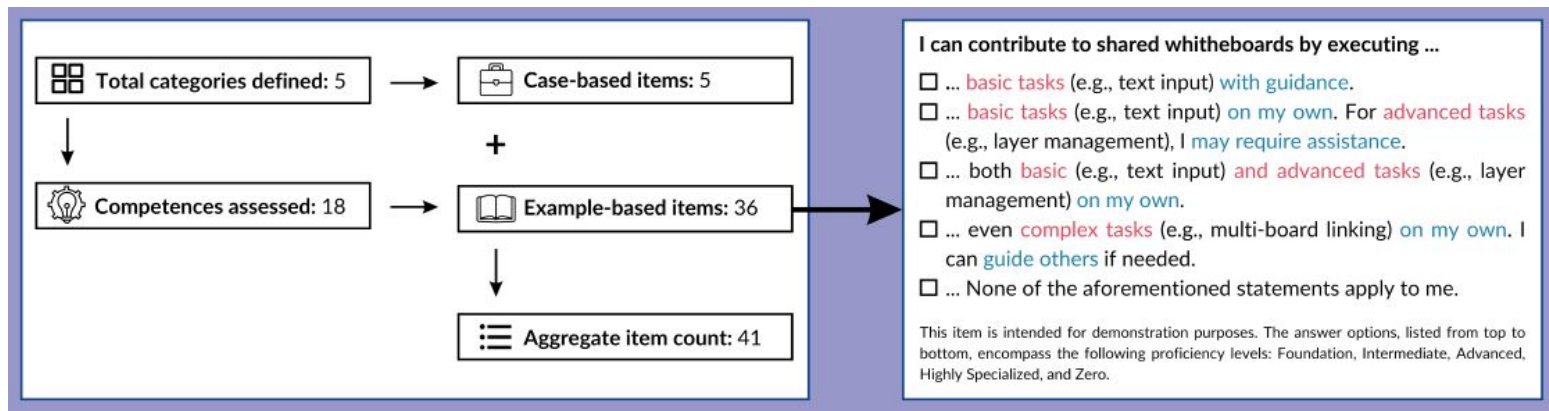 Total categories defined: 5
Case-based items: 5
+
Competences assessed: 18
Example-based items: 36
Aggregate item count: 41
I can contribute to shared whitheboards by executing ...
... basic tasks (e.g., text input) with guidance.
... basic tasks (e.g., text input) on my own. For advanced tasks
(e.g., layer management), I may require assistance.
... both basic (e.g., text input) and advanced tasks (e.g., layer
management) on my own.
... even complex tasks (e.g., multi-board linking) on my own. I
can guide others if needed.
... None of the aforementioned statements apply to me.
This item is intended for demonstration purposes. The answer options, listed from top to
bottom, encompass the following proficiency levels: Foundation, Intermediate, Advanced,
Highly Specialized, and Zero.